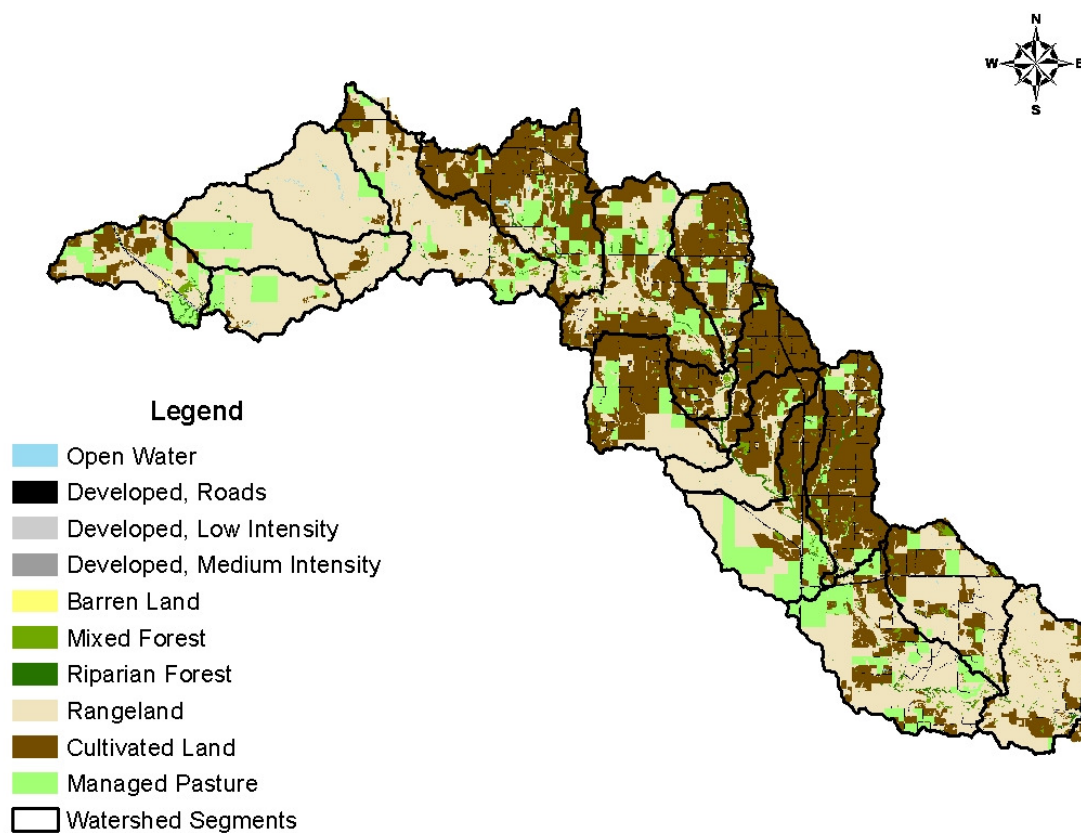 N
W E
S
Legend
Open Water
Developed, Roads
Developed, Low Intensity
Developed, Medium Intensity
Barren Land
Mixed Forest
Riparian Forest
Rangeland
Cultivated Land
Managed Pasture
Watershed Segments